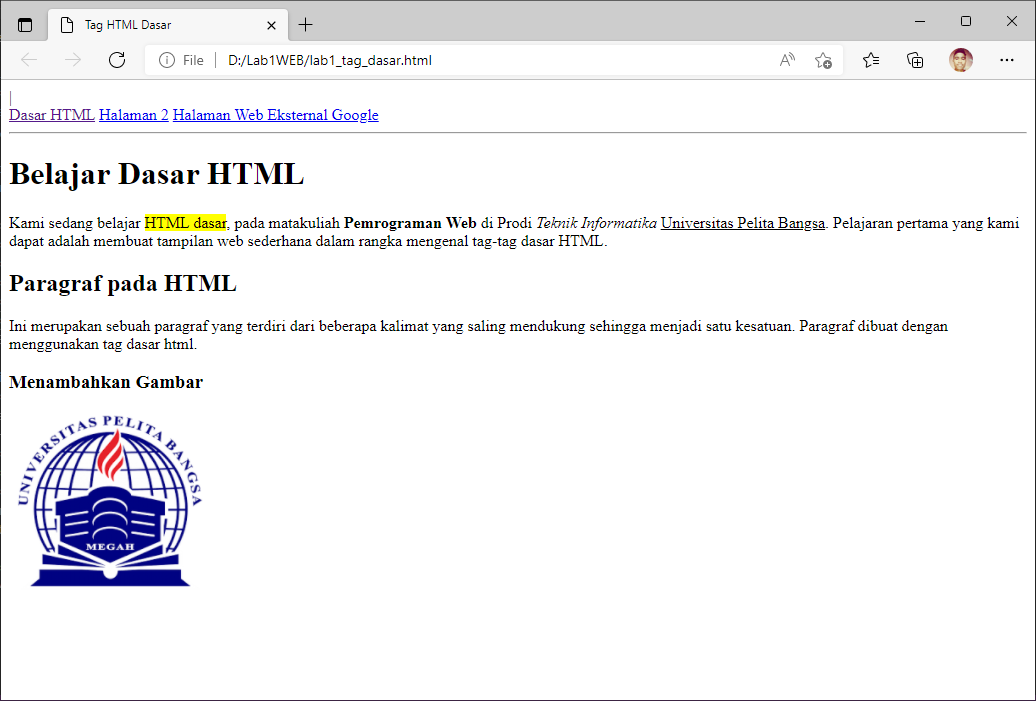 Tag HTML Dasar
File
D:/Lab1WEB/lab1_tag_dasar.html
|
Dasar HTML Halaman 2 Halaman Web Eksternal Google
Belajar Dasar HTML
Kami sedang belajar HTML dasar, pada matakuliah Pemrograman Web di Prodi Teknik Informatika Universitas Pelita Bangsa. Pelajaran pertama yang kami
dapat adalah membuat tampilan web sederhana dalam rangka mengenal tag-tag dasar HTML.
Paragraf pada HTML
Ini merupakan sebuah paragraf yang terdiri dari beberapa kalimat yang saling mendukung sehingga menjadi satu kesatuan. Paragraf dibuat dengan
menggunakan tag dasar html.
Menambahkan Gambar
UNIVERSITAS PELITA BANGSA
MEGAH